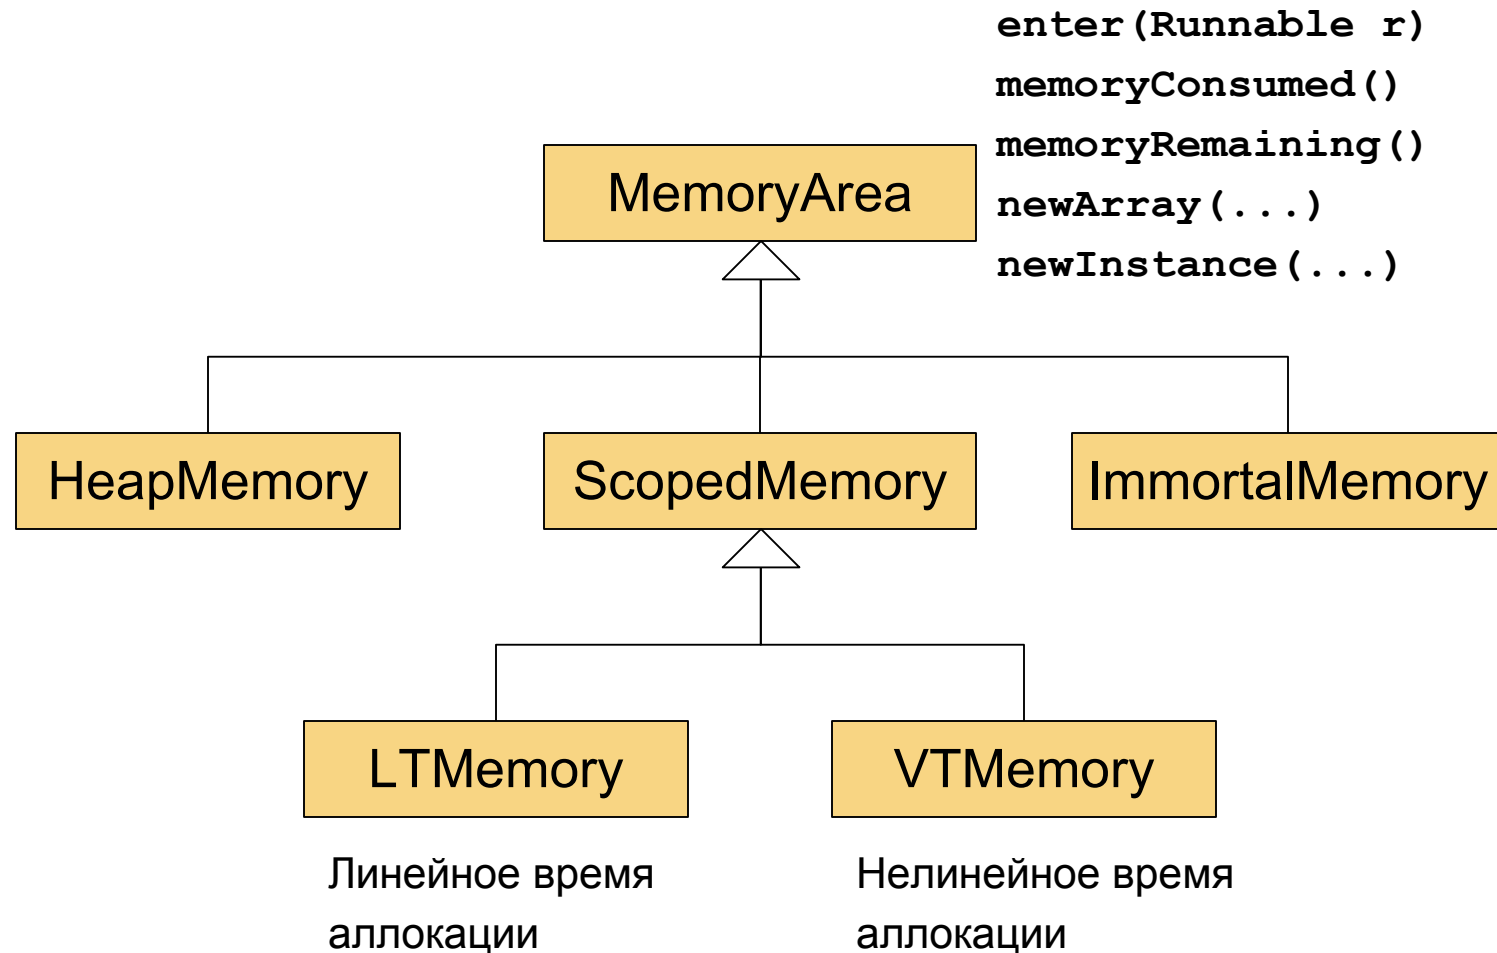 enter(Runnable r)
memoryConsumed()
memoryRemaining()
newArray(...)
newInstance(...)
MemoryArea
HeapMemory
ScopedMemory
ImmortalMemory
LTMemory
VTMemory
Линейное время
аллокации
Нелинейное время
аллокации